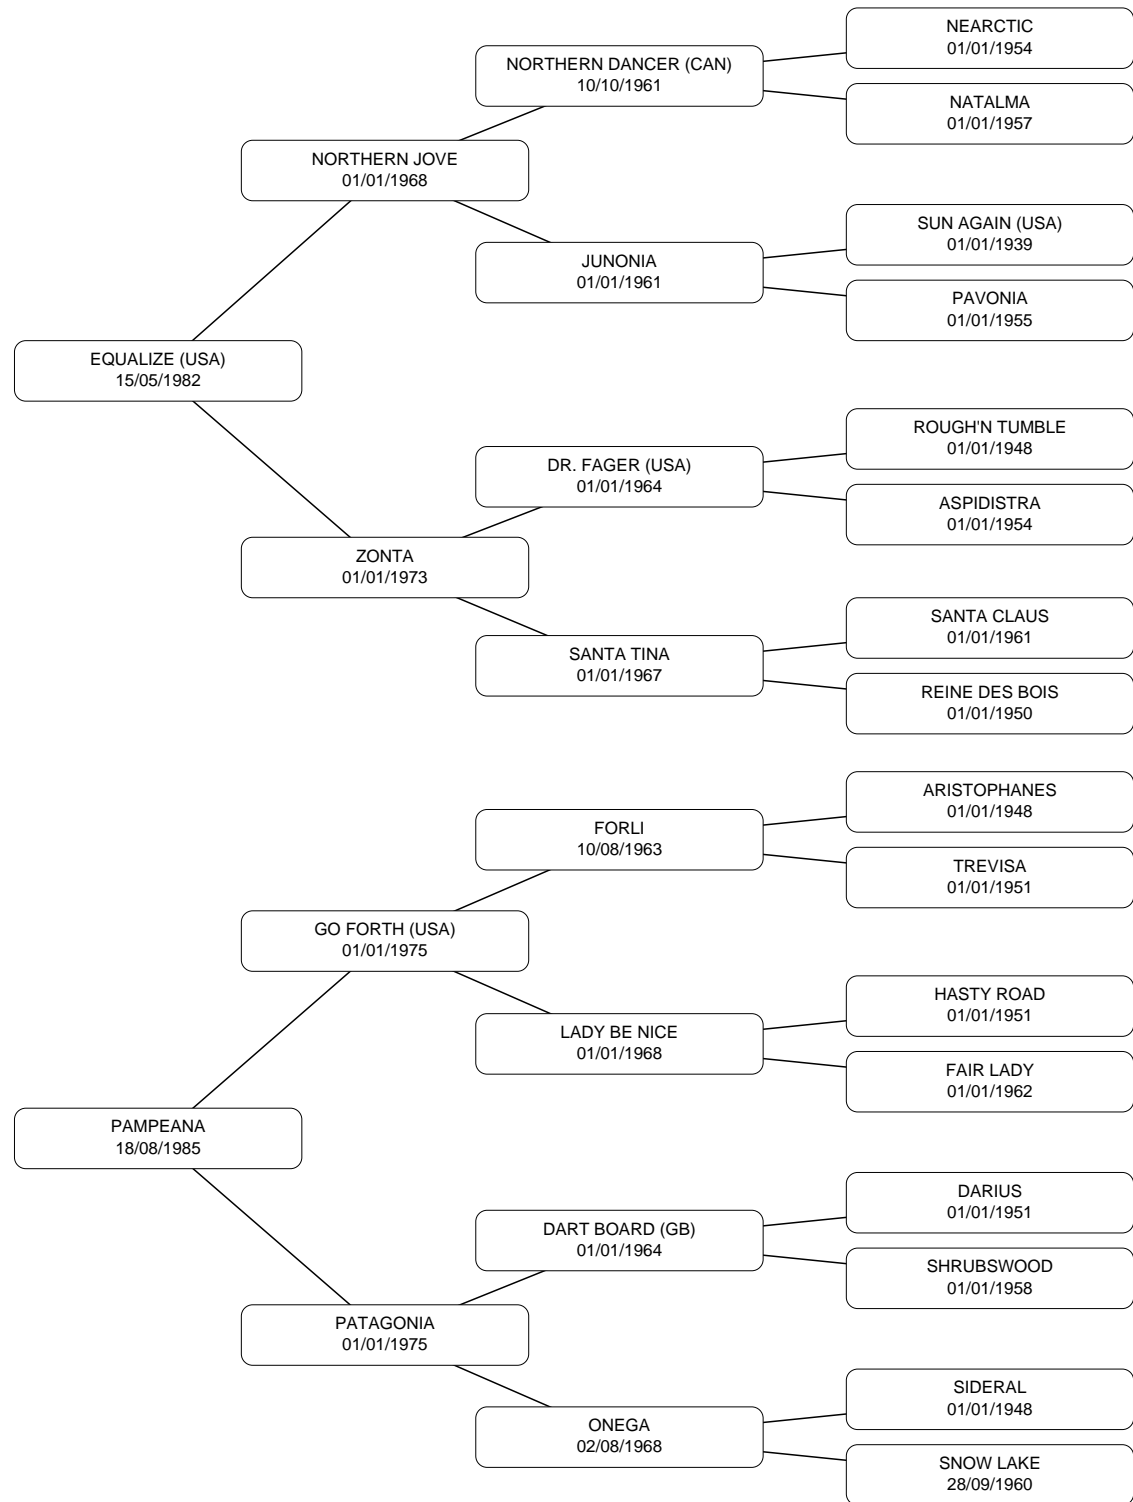 NEARCTIC
01/01/1954
NORTHERN DANCER (CAN)
10/10/1961
NATALMA
01/01/1957
NORTHERN JOVE
01/01/1968
SUN AGAIN (USA)
01/01/1939
JUNONIA
01/01/1961
PAVONIA
01/01/1955
EQUALIZE (USA)
15/05/1982
ROUGH'N TUMBLE
01/01/1948
DR. FAGER (USA)
01/01/1964
ASPIDISTRA
01/01/1954
ZONTA
01/01/1973
SANTA CLAUS
01/01/1961
SANTA TINA
01/01/1967
REINE DES BOIS
01/01/1950
ARISTOPHANES
01/01/1948
FORLI
10/08/1963
TREVISA
01/01/1951
GO FORTH (USA)
01/01/1975
HASTY ROAD
01/01/1951
LADY BE NICE
01/01/1968
FAIR LADY
01/01/1962
PAMPEANA
18/08/1985
DARIUS
01/01/1951
DART BOARD (GB)
01/01/1964
SHRUBSWOOD
01/01/1958
PATAGONIA
01/01/1975
SIDERAL
01/01/1948
ONEGA
02/08/1968
SNOW LAKE
28/09/1960